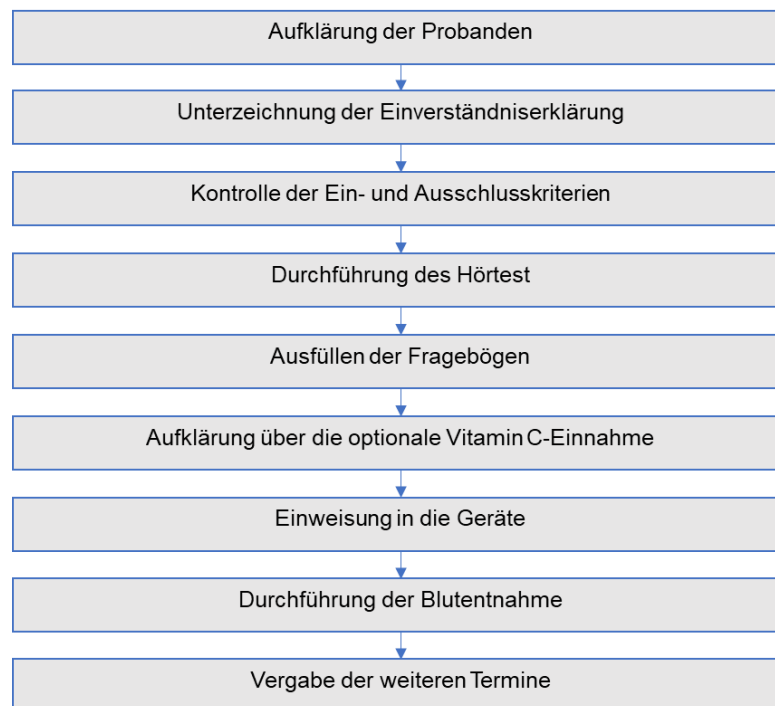 Aufklärung der Probanden
Unterzeichnung der Einverständniserklärung
Kontrolle der Ein- und Ausschlusskriterien
Durchführung des Hörtest
Ausfüllen der Fragebögen
Aufklärung über die optionale Vitamin C-Einnahme
Einweisung in die Geräte
Durchführung der Blutentnahme
Vergabe der weiteren Termine